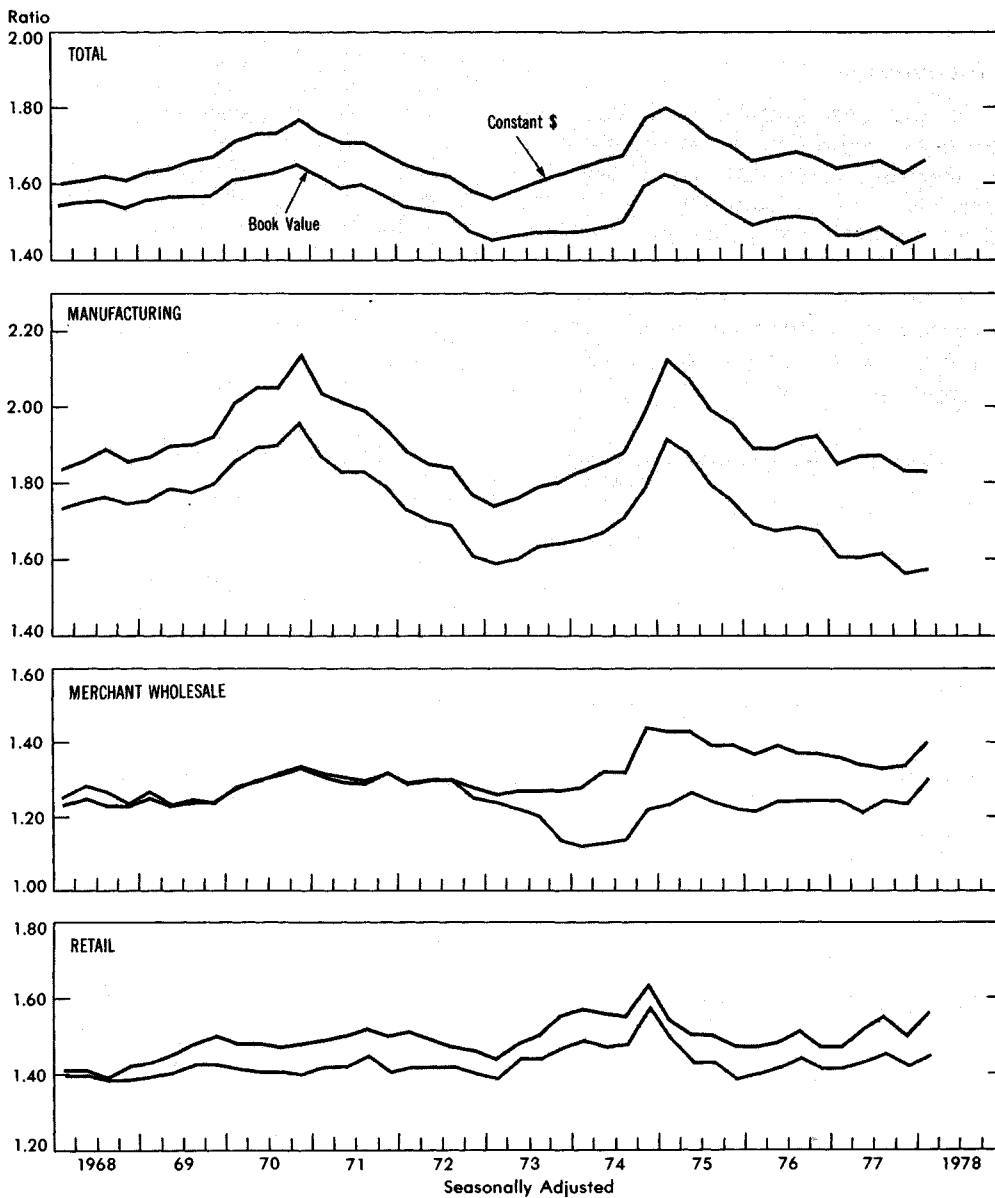 Ratio
2.00
TOTAL
1.80
Constant $
1.60
Book Value
1.40
MANUFACTURING
2.20
2.00
1.80
1.60
1.40
1.60
MERCHANT WHOLESALE
1.40
1.20
1.00
1.80
RETAIL
1.60
1.40
1.20
1968 69 70 71 72 73 74 75 76 77 1978
Seasonally Adjusted